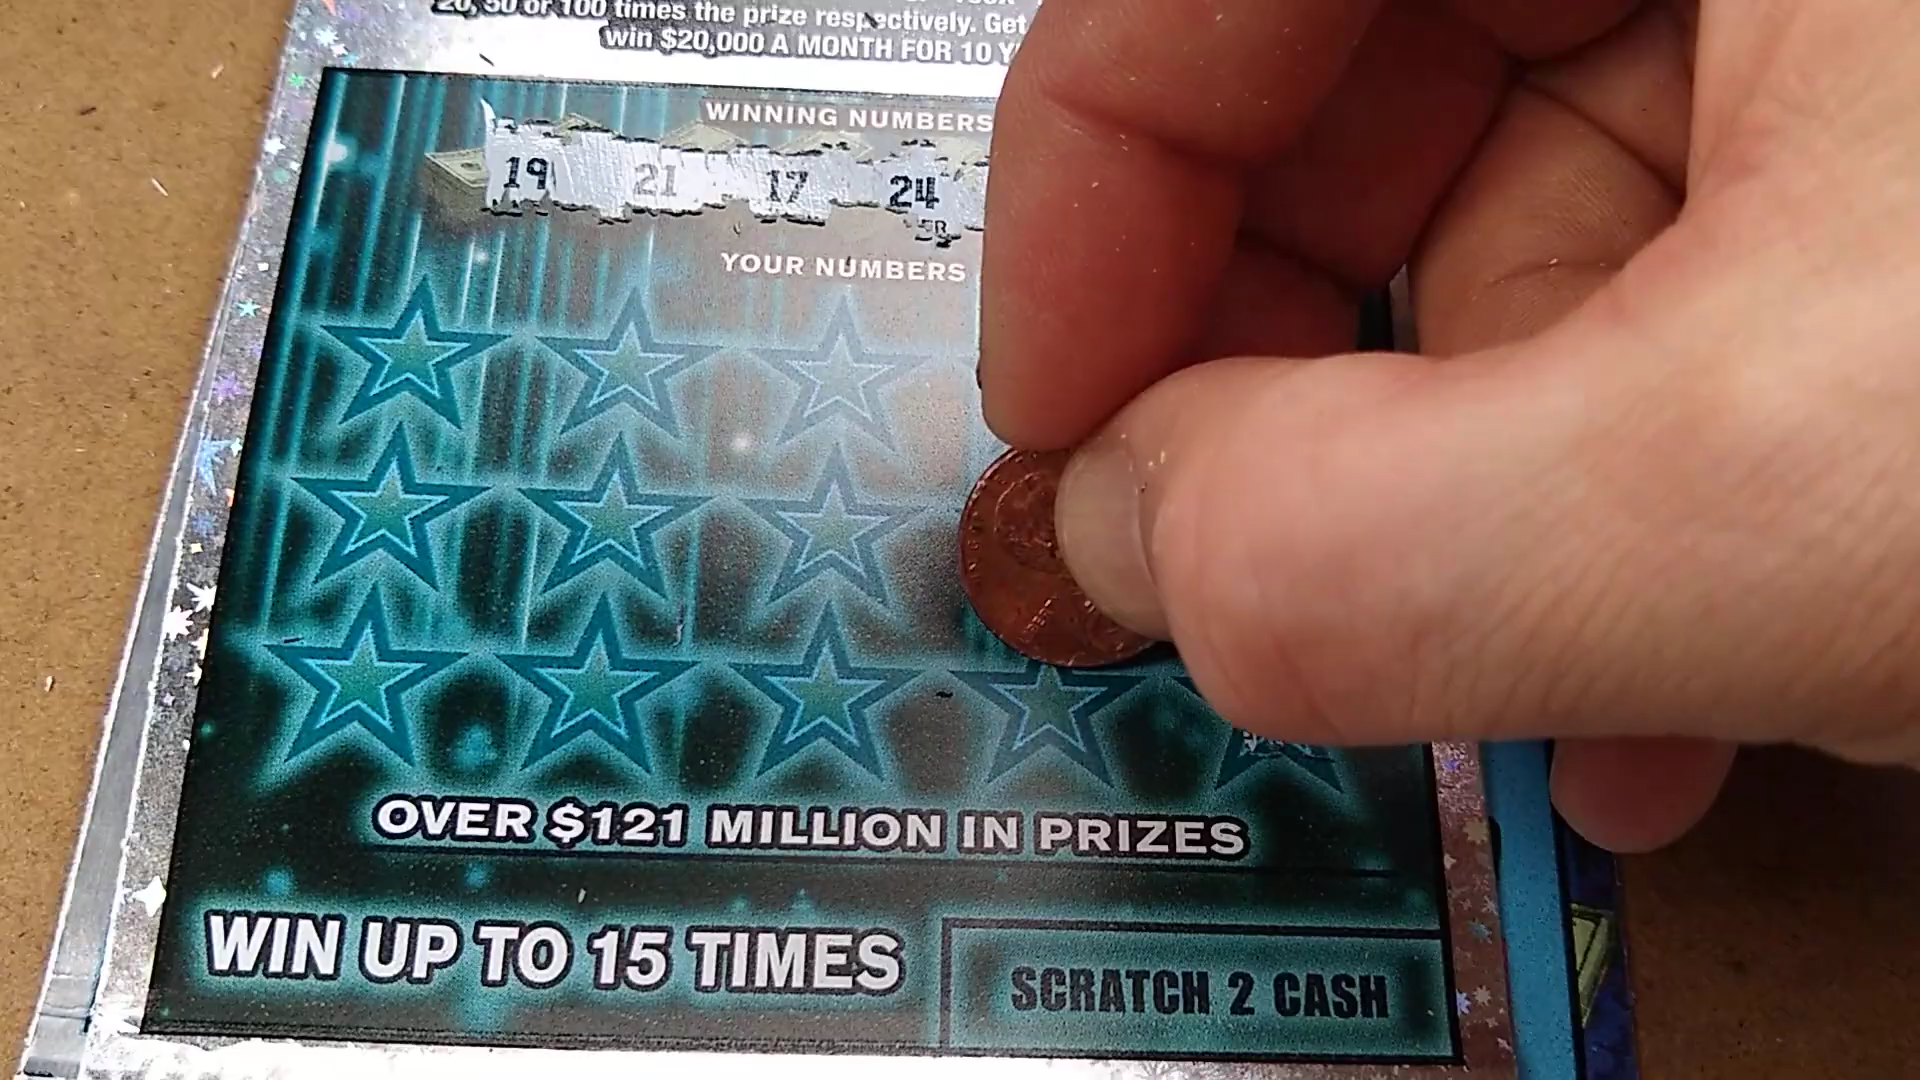 20, 50 or 100 times the prize respectively. Get
win $20,000 A MONTH FOR 10
WINNING NUMBERS
19 21 17 24
YOUR NUMBERS
OVER $121 MILLION IN PRIZES
WIN UP TO 15 TIMES
SCRATCH 2 CASH